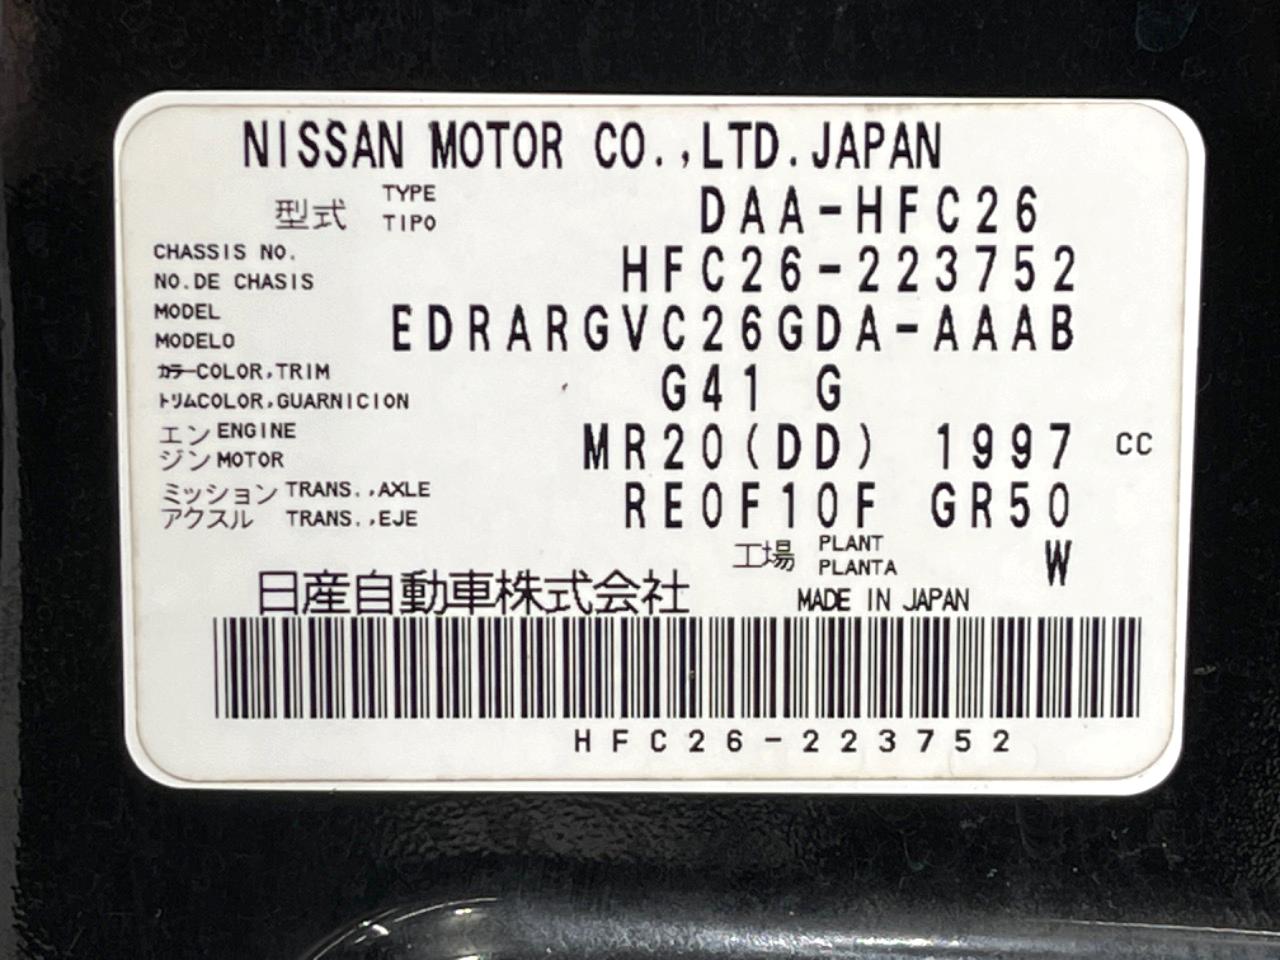 NISSAN MOTOR CO.,LTD.JAPAN
型式 TYPE TIPO DAA-HFC26
CHASSIS NO.
NO.DE CHASIS HFC26-223752
MODEL
MODELO EDRARGVC26GDA-AAAB
カラーCOLOR,TRIM
トリムCOLOR,GUARNICION G41 G
エンジン ENGINE MOTOR MR20(DD) 1997 CC
ミッション TRANS.,AXLE
アクスル TRANS.,EJE RE0F10F GR50
工場 PLANT PLANTA W
日産自動車株式会社 MADE IN JAPAN
HFC26-223752